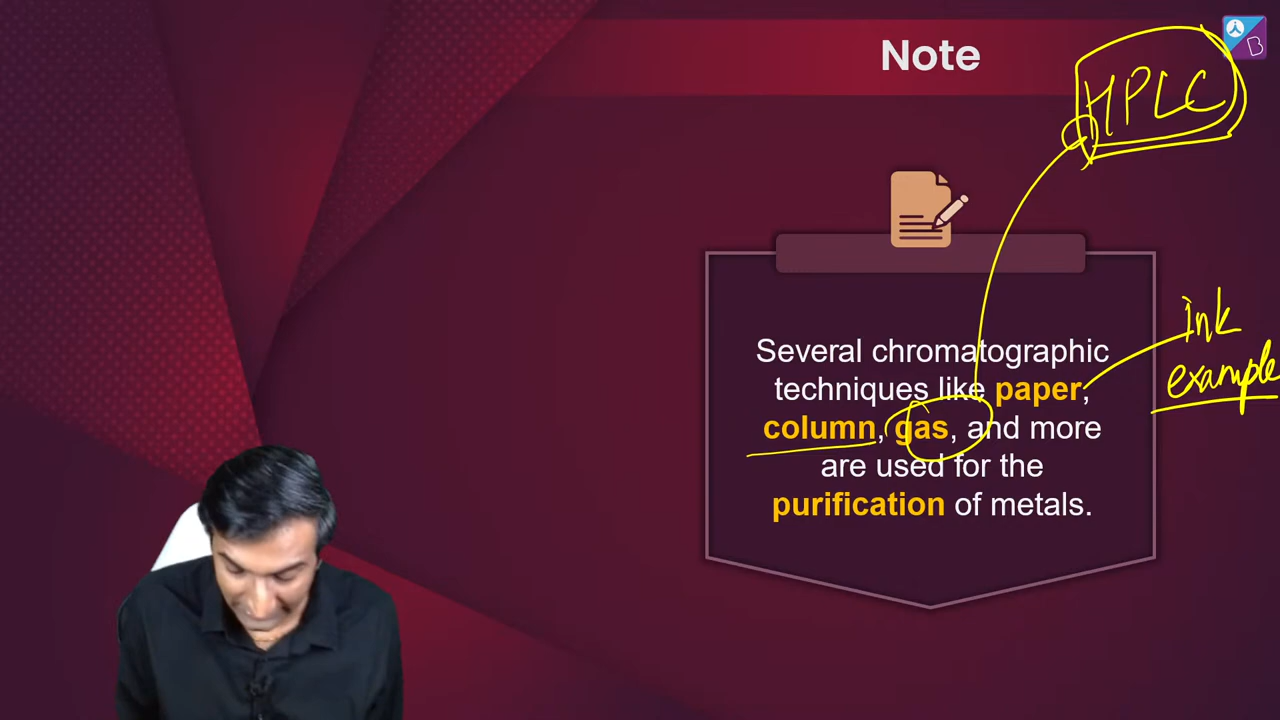 Note
HPLC
Several chromatographic
techniques like paper,
column, gas, and more
are used for the
purification of metals.
ink
example
B